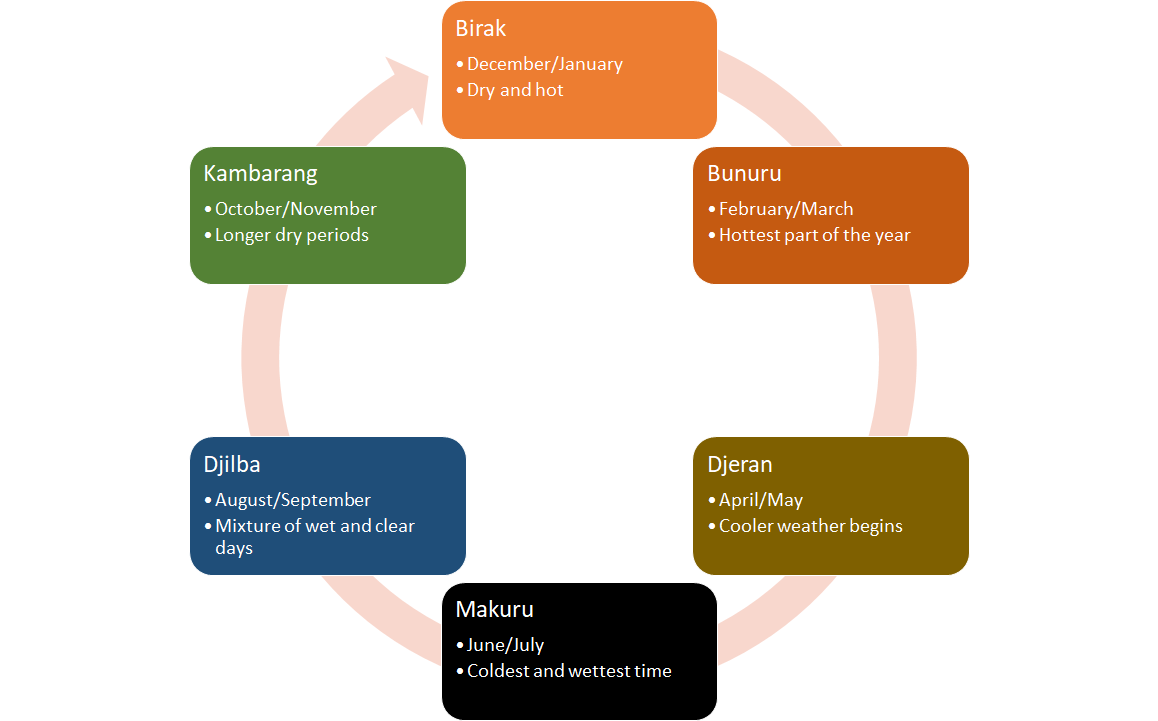 Birak
• December/January
• Dry and hot
Bunuru
• February/March
• Hottest part of the year
Djeran
• April/May
• Cooler weather begins
Makuru
• June/July
• Coldest and wettest time
Djilba
• August/September
• Mixture of wet and clear
days
Kambarang
• October/November
• Longer dry periods